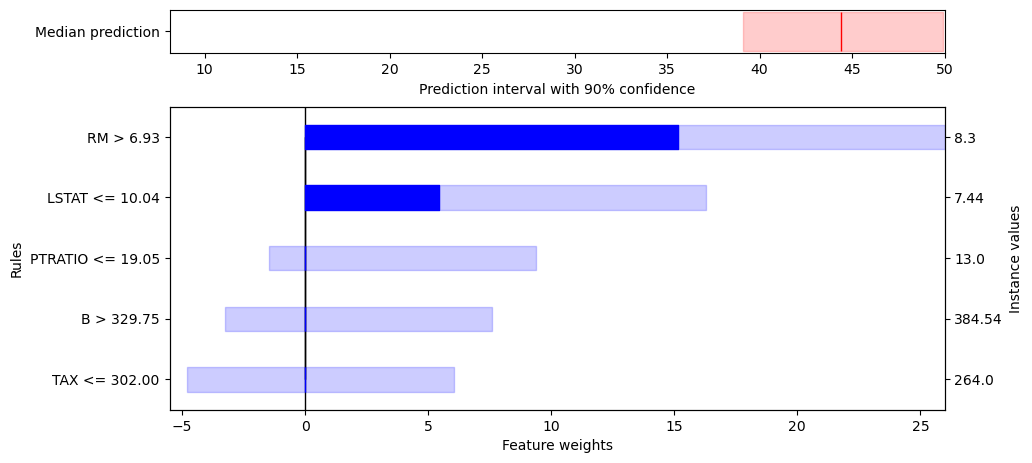 Median prediction
10 15 20 25 30 35 40 45 50
Prediction interval with 90% confidence
RM > 6.93 8.3
LSTAT <= 10.04 7.44
PTRATIO <= 19.05 13.0
B > 329.75 384.54
TAX <= 302.00 264.0
Rules
Instance values
−5 0 5 10 15 20 25
Feature weights